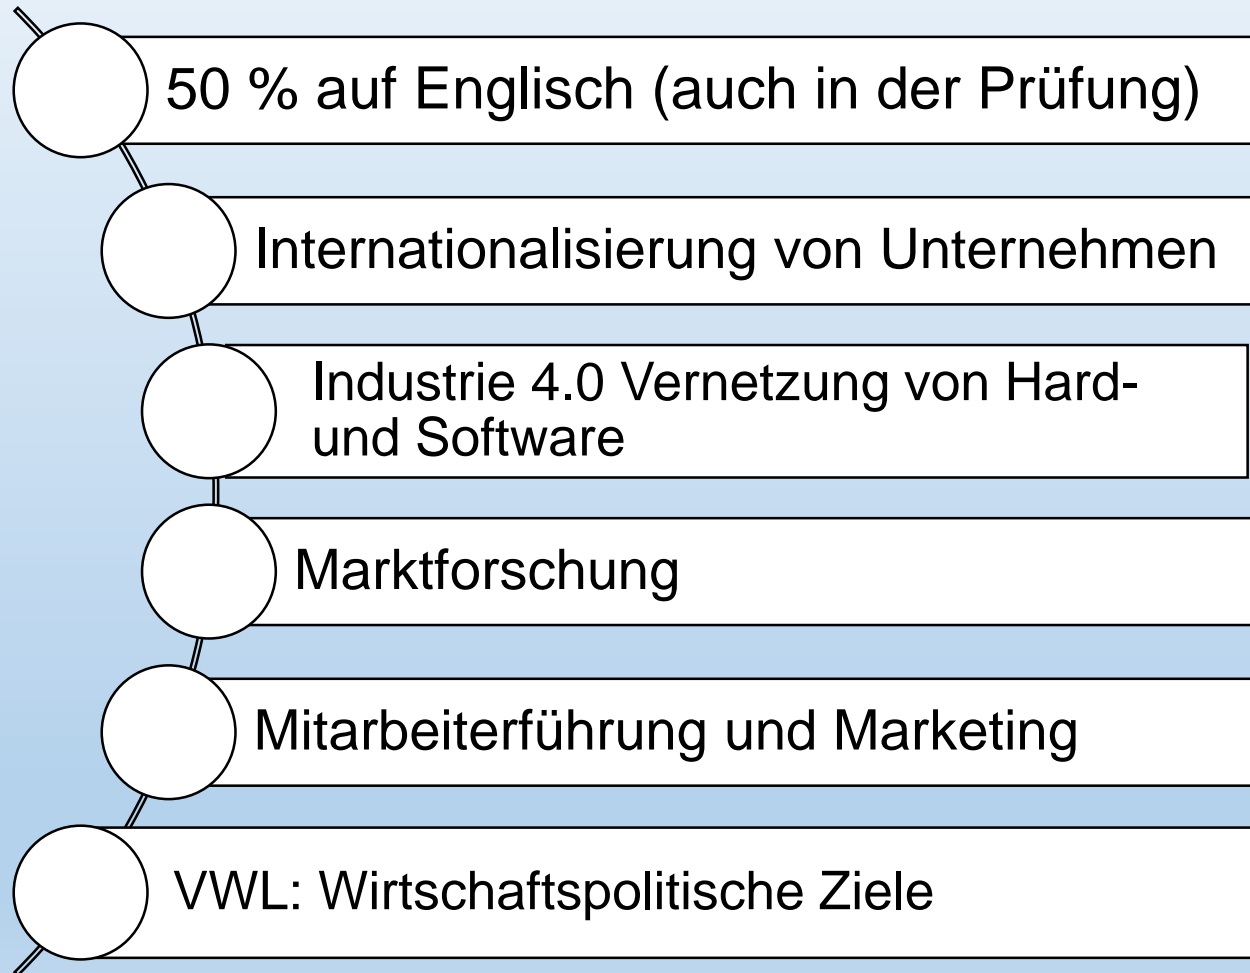 50 % auf Englisch (auch in der Prüfung)
Internationalisierung von Unternehmen
Industrie 4.0 Vernetzung von Hard-
und Software
Marktforschung
Mitarbeiterführung und Marketing
VWL: Wirtschaftspolitische Ziele